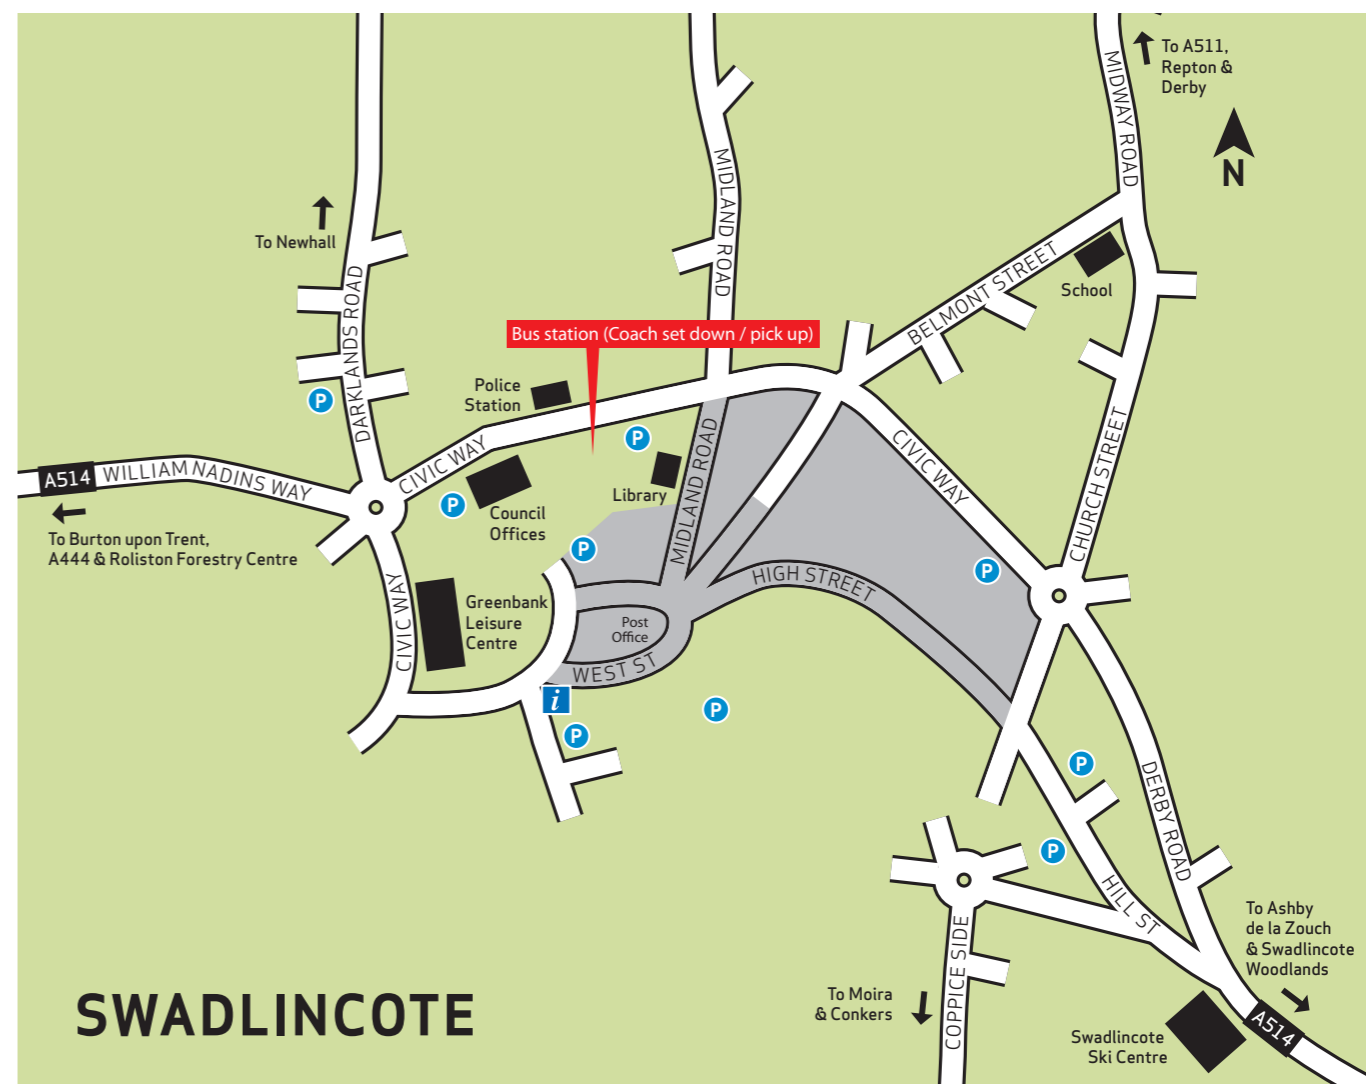 To A511,
Repton &
Derby
MIDWAY ROAD
N
MIDLAND ROAD
To Newhall
DARKLANDS ROAD
BELMONT STREET
School
Bus station (Coach set down / pick up)
Police
Station
P
P
MIDLAND ROAD
CIVIC WAY
CHURCH STREET
A514
WILLIAM NADINS WAY
CIVIC WAY
P
Council
Offices
Library
To Burton upon Trent,
A444 & Roliston Forestry Centre
P
P
HIGH STREET
CIVIC WAY
Greenbank
Leisure
Centre
Post
Office
WEST ST
i
P
P
P
DERBY ROAD
P
HILL ST
To Ashby
de la Zouch
& Swadlincote
Woodlands
COPPICE SIDE
To Moira
& Conkers
SWADLINCOTE
A514
Swadlincote
Ski Centre